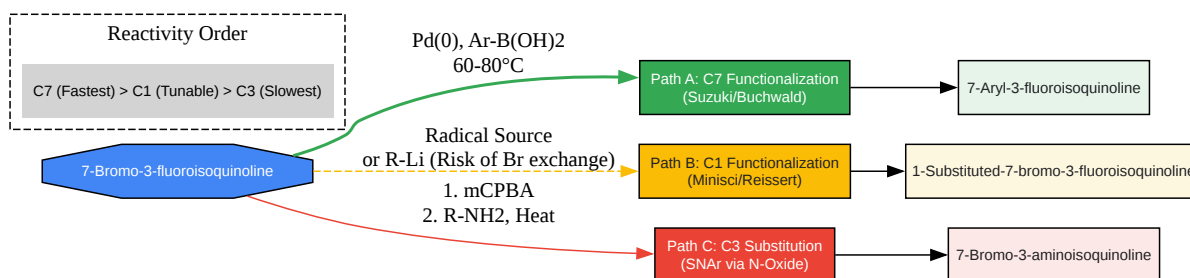 Reactivity Order
C7 (Fastest) > C1 (Tunable) > C3 (Slowest)
7-Bromo-3-fluoroisoquinoline
Pd(0), Ar-B(OH)2
60-80°C
Radical Source
or R-Li (Risk of Br exchange)
1. mCPBA
2. R-NH2, Heat
Path A: C7 Functionalization
(Suzuki/Buchwald)
7-Aryl-3-fluoroisoquinoline
Path B: C1 Functionalization
(Minisci/Reissert)
1-Substituted-7-bromo-3-fluoroisoquinoline
Path C: C3 Substitution
(SNAr via N-Oxide)
7-Bromo-3-aminoisoquinoline